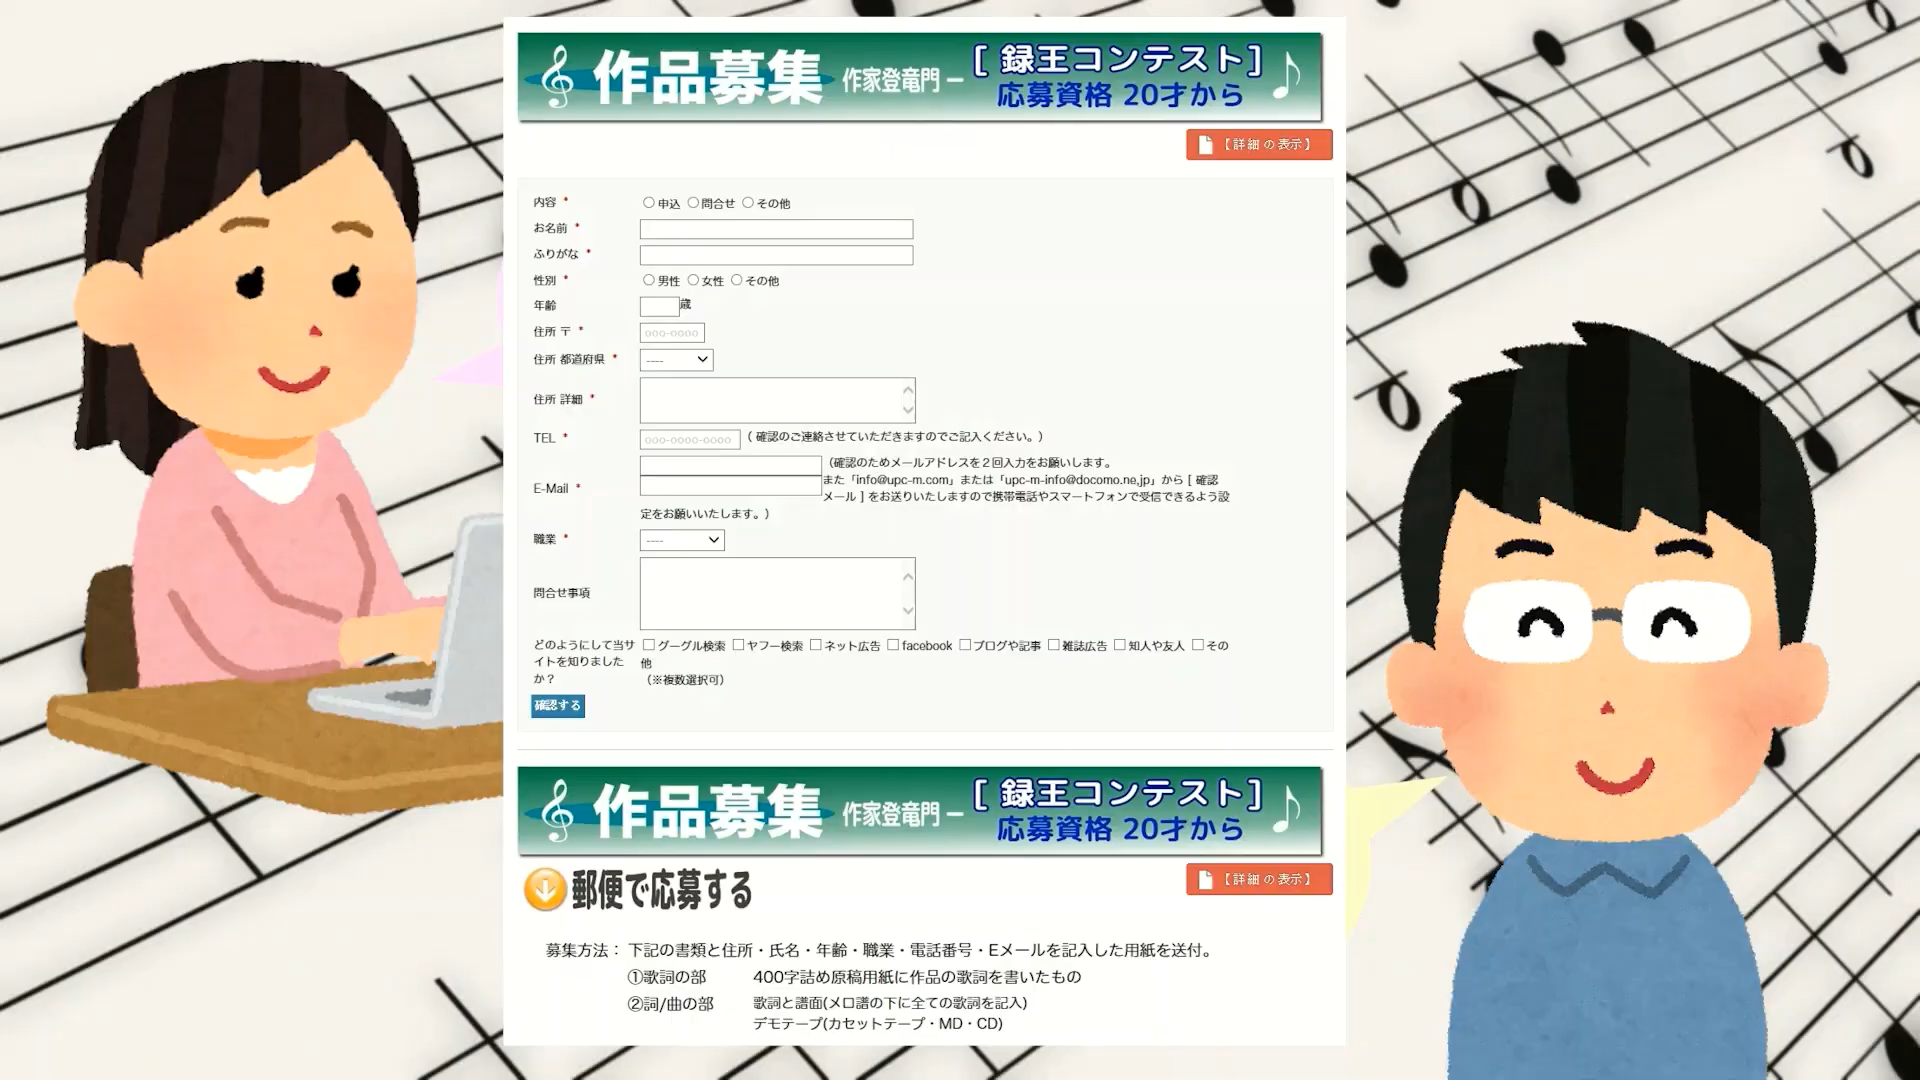 作品募集 作家登竜門 ― [ 録王コンテスト]
応募資格 20才から
【詳細の表示】
内容 * 申込 問合せ その他
お名前 *
ふりがな *
性別 * 男性 女性 その他
年齢 歳
住所 〒 * ooo-oooo
住所 都道府県 * ----
住所 詳細 *
TEL * ooo-oooo-oooo （ 確認のご連絡させていただきますのでご記入ください。）
E-Mail * （確認のためメールアドレスを２回入力をお願いします。
また「info@upc-m.com」または「upc-m-info@docomo.ne.jp」から [ 確認
メール ] をお送りいたしますので携帯電話やスマートフォンで受信できるよう設
定をお願いいたします。）
職業 * ----
問合せ事項
どのようにして当サ グーグル検索 ヤフー検索 ネット広告 facebook ブログや記事 雑誌広告 知人や友人 その
イトを知りました 他
か？ （※複数選択可）
確認する
作品募集 作家登竜門 ― [ 録王コンテスト]
応募資格 20才から
郵便で応募する 【詳細の表示】
募集方法： 下記の書類と住所・氏名・年齢・職業・電話番号・Eメールを記入した用紙を送付。
①歌詞の部 400字詰め原稿用紙に作品の歌詞を書いたもの
②詞/曲の部 歌詞と譜面(メロ譜の下に全ての歌詞を記入)
デモテープ(カセットテープ・MD・CD)